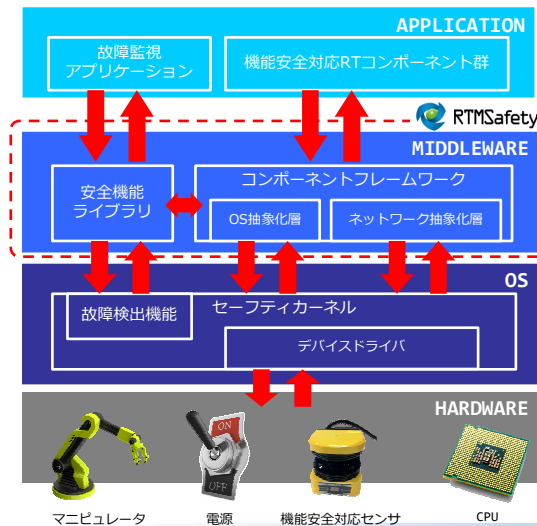 APPLICATION
故障監視
アプリケーション
機能安全対応RTコンポーネント群
RTMSafety
MIDDLEWARE
安全機能
ライブラリ
コンポーネントフレームワーク
OS抽象化層
ネットワーク抽象化層
OS
故障検出機能
セーフティカーネル
デバイスドライバ
HARDWARE
ON
OFF
マニピュレータ
電源
機能安全対応センサ
CPU